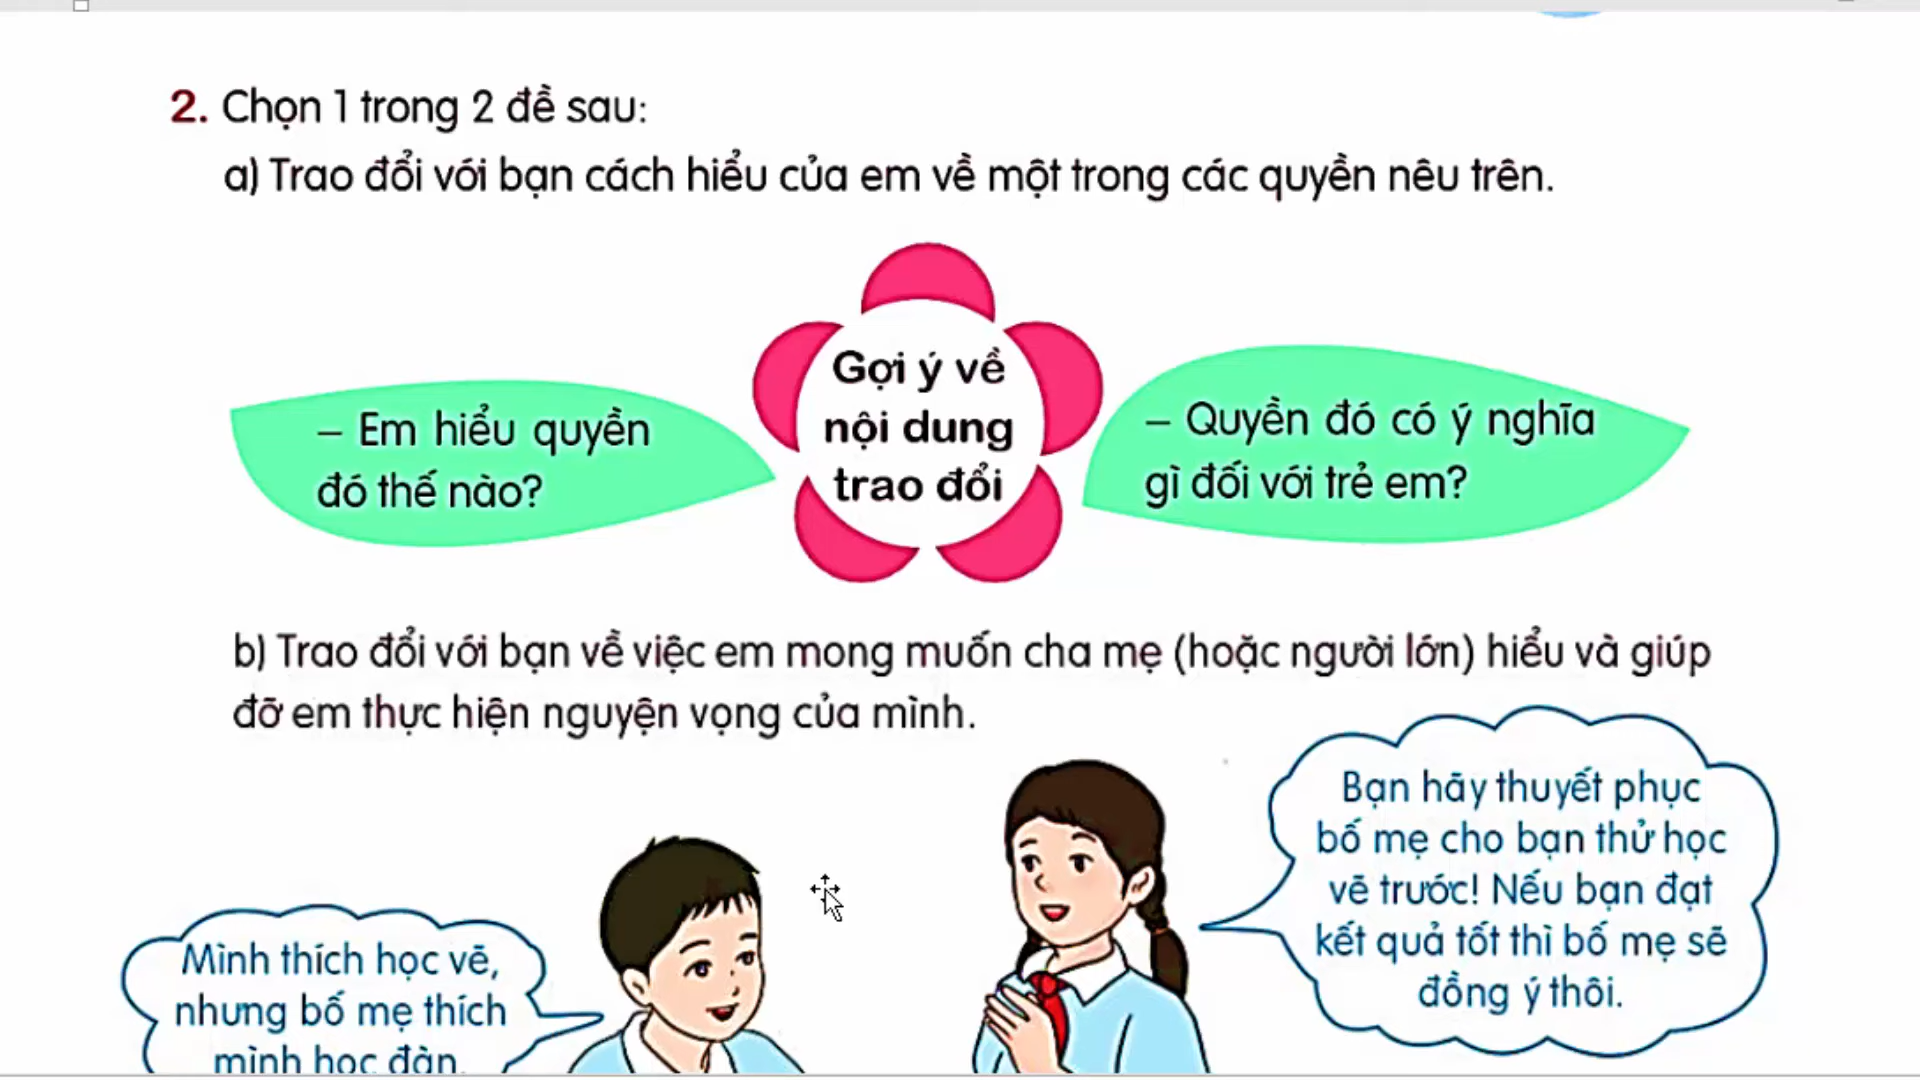 2. Chọn 1 trong 2 đề sau:
a) Trao đổi với bạn cách hiểu của em về một trong các quyền nêu trên.
Gợi ý về
nội dung
trao đổi
– Em hiểu quyền
đó thế nào?
– Quyền đó có ý nghĩa
gì đối với trẻ em?
b) Trao đổi với bạn về việc em mong muốn cha mẹ (hoặc người lớn) hiểu và giúp
đỡ em thực hiện nguyện vọng của mình.
Mình thích học vẽ,
nhưng bố mẹ thích
mình học đàn.
Bạn hãy thuyết phục
bố mẹ cho bạn thử học
vẽ trước! Nếu bạn đạt
kết quả tốt thì bố mẹ sẽ
đồng ý thôi.